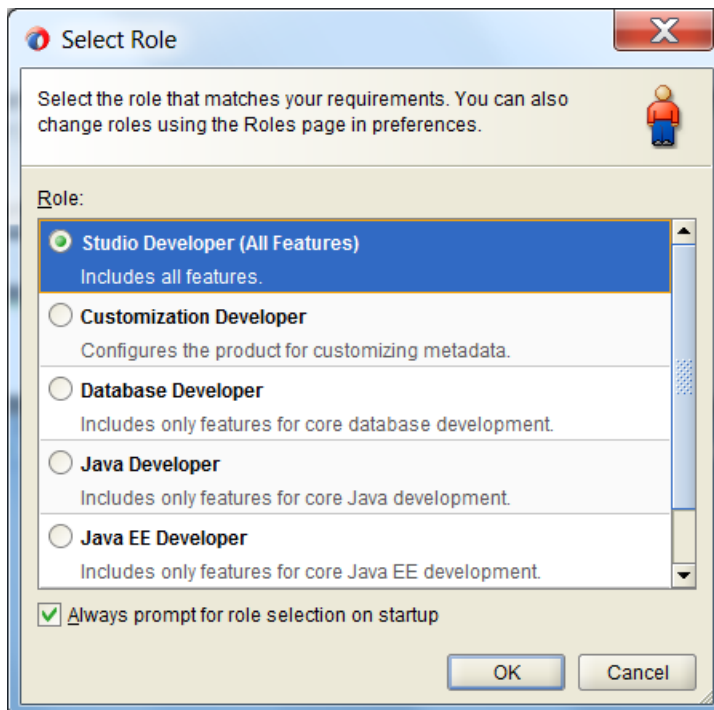 Select Role
Select the role that matches your requirements. You can also
change roles using the Roles page in preferences.
Role:
Studio Developer (All Features)
Includes all features.
Customization Developer
Configures the product for customizing metadata.
Database Developer
Includes only features for core database development.
Java Developer
Includes only features for core Java development.
Java EE Developer
Includes only features for core Java EE development.
Always prompt for role selection on startup
OK Cancel